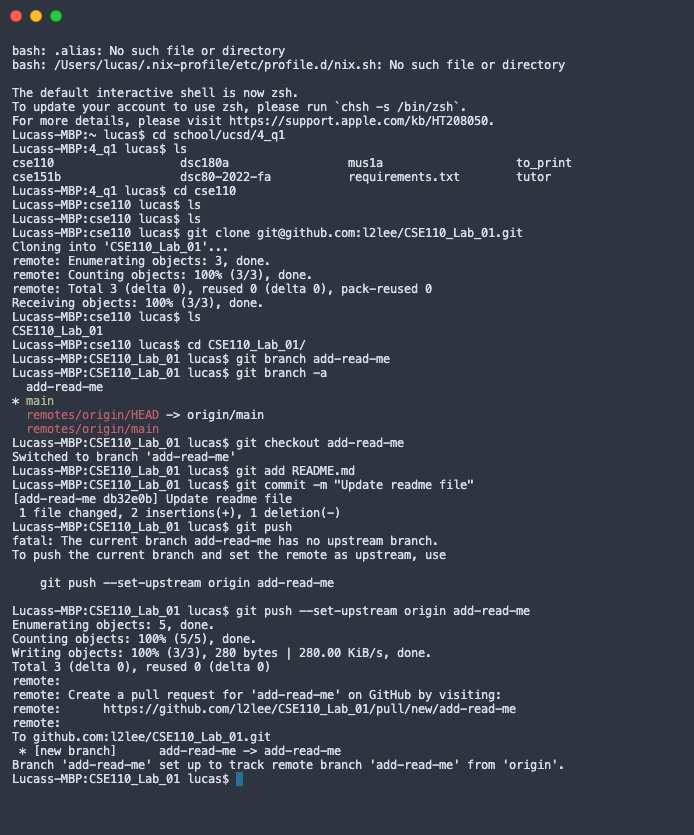 bash: .alias: No such file or directory
bash: /Users/lucas/.nix-profile/etc/profile.d/nix.sh: No such file or directory

The default interactive shell is now zsh.
To update your account to use zsh, please run `chsh -s /bin/zsh`.
For more details, please visit https://support.apple.com/kb/HT208050.
Lucass-MBP:~ lucas$ cd school/ucsd/4_q1
Lucass-MBP:4_q1 lucas$ ls
cse110                  dsc180a                 mus1a                   to_print
cse151b                 dsc80-2022-fa           requirements.txt        tutor
Lucass-MBP:4_q1 lucas$ cd cse110
Lucass-MBP:cse110 lucas$ ls
Lucass-MBP:cse110 lucas$ ls
Lucass-MBP:cse110 lucas$ git clone git@github.com:l2lee/CSE110_Lab_01.git
Cloning into 'CSE110_Lab_01'...
remote: Enumerating objects: 3, done.
remote: Counting objects: 100% (3/3), done.
remote: Total 3 (delta 0), reused 0 (delta 0), pack-reused 0
Receiving objects: 100% (3/3), done.
Lucass-MBP:cse110 lucas$ ls
CSE110_Lab_01
Lucass-MBP:cse110 lucas$ cd CSE110_Lab_01/
Lucass-MBP:CSE110_Lab_01 lucas$ git branch add-read-me
Lucass-MBP:CSE110_Lab_01 lucas$ git branch -a
  add-read-me
* main
  remotes/origin/HEAD -> origin/main
  remotes/origin/main
Lucass-MBP:CSE110_Lab_01 lucas$ git checkout add-read-me
Switched to branch 'add-read-me'
Lucass-MBP:CSE110_Lab_01 lucas$ git add README.md
Lucass-MBP:CSE110_Lab_01 lucas$ git commit -m "Update readme file"
[add-read-me db32e0b] Update readme file
 1 file changed, 2 insertions(+), 1 deletion(-)
Lucass-MBP:CSE110_Lab_01 lucas$ git push
fatal: The current branch add-read-me has no upstream branch.
To push the current branch and set the remote as upstream, use

    git push --set-upstream origin add-read-me

Lucass-MBP:CSE110_Lab_01 lucas$ git push --set-upstream origin add-read-me
Enumerating objects: 5, done.
Counting objects: 100% (5/5), done.
Writing objects: 100% (3/3), 280 bytes | 280.00 KiB/s, done.
Total 3 (delta 0), reused 0 (delta 0)
remote:
remote: Create a pull request for 'add-read-me' on GitHub by visiting:
remote:      https://github.com/l2lee/CSE110_Lab_01/pull/new/add-read-me
remote:
To github.com:l2lee/CSE110_Lab_01.git
 * [new branch]      add-read-me -> add-read-me
Branch 'add-read-me' set up to track remote branch 'add-read-me' from 'origin'.
Lucass-MBP:CSE110_Lab_01 lucas$